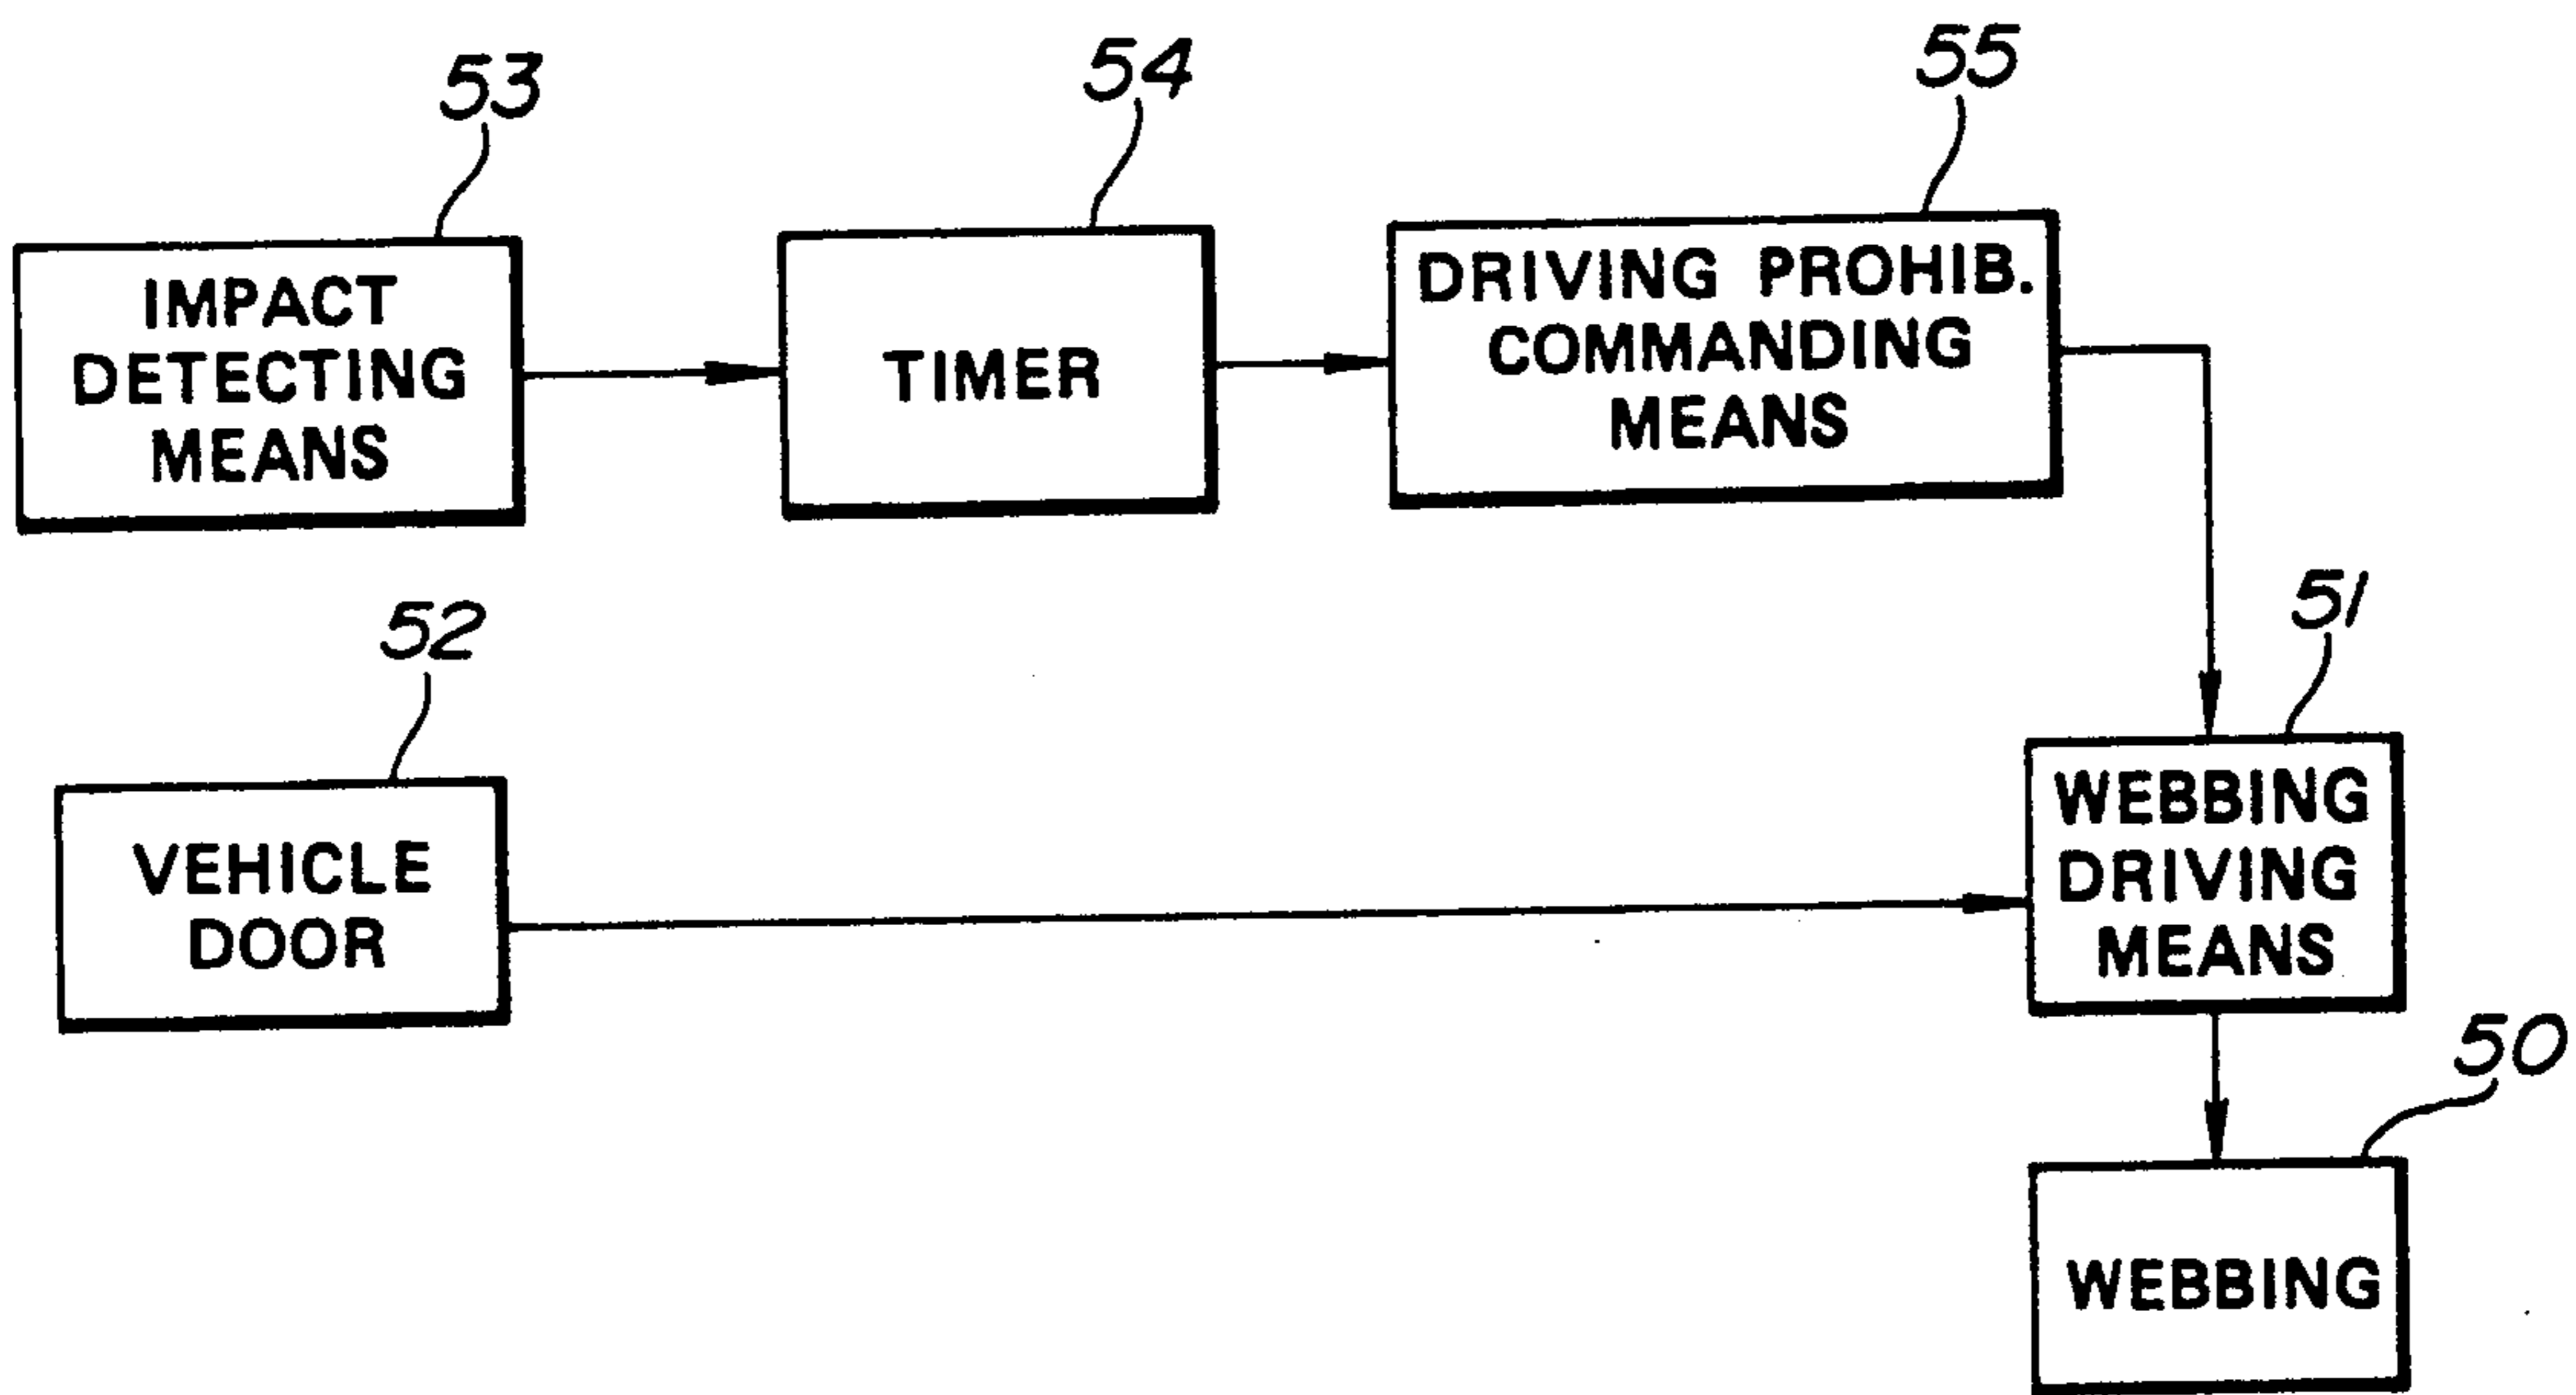 53
54
55
IMPACT
DETECTING
MEANS
TIMER
DRIVING PROHIB.
COMMANDING
MEANS
52
51
VEHICLE
DOOR
WEBBING
DRIVING
MEANS
50
WEBBING